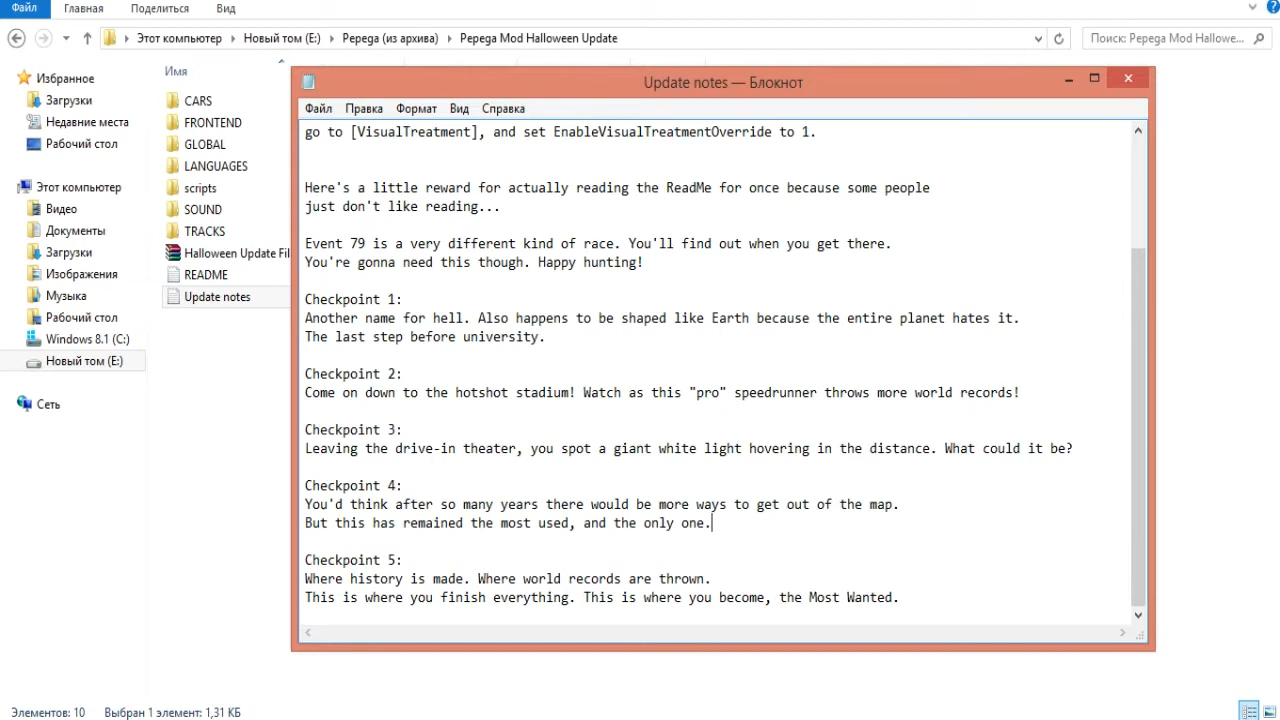 Файл
Главная
Поделиться
Вид
Этот компьютер
Новый том (E:)
Pepega (из архива)
Pepega Mod Halloween Update
Поиск: Pepega Mod Hallowe...
Избранное
Загрузки
Недавние места
Рабочий стол
Этот компьютер
Видео
Документы
Загрузки
Изображения
Музыка
Рабочий стол
Windows 8.1 (C:)
Новый том (E:)
Сеть
Имя
CARS
FRONTEND
GLOBAL
LANGUAGES
scripts
SOUND
TRACKS
Halloween Update Fil
README
Update notes
Update notes — Блокнот
Файл
Правка
Формат
Вид
Справка
go to [VisualTreatment], and set EnableVisualTreatmentOverride to 1.
Here's a little reward for actually reading the ReadMe for once because some people
just don't like reading...
Event 79 is a very different kind of race. You'll find out when you get there.
You're gonna need this though. Happy hunting!
Checkpoint 1:
Another name for hell. Also happens to be shaped like Earth because the entire planet hates it.
The last step before university.
Checkpoint 2:
Come on down to the hotshot stadium! Watch as this "pro" speedrunner throws more world records!
Checkpoint 3:
Leaving the drive-in theater, you spot a giant white light hovering in the distance. What could it be?
Checkpoint 4:
You'd think after so many years there would be more ways to get out of the map.
But this has remained the most used, and the only one.
Checkpoint 5:
Where history is made. Where world records are thrown.
This is where you finish everything. This is where you become, the Most Wanted.
Элементов: 10
Выбран 1 элемент: 1,31 КБ